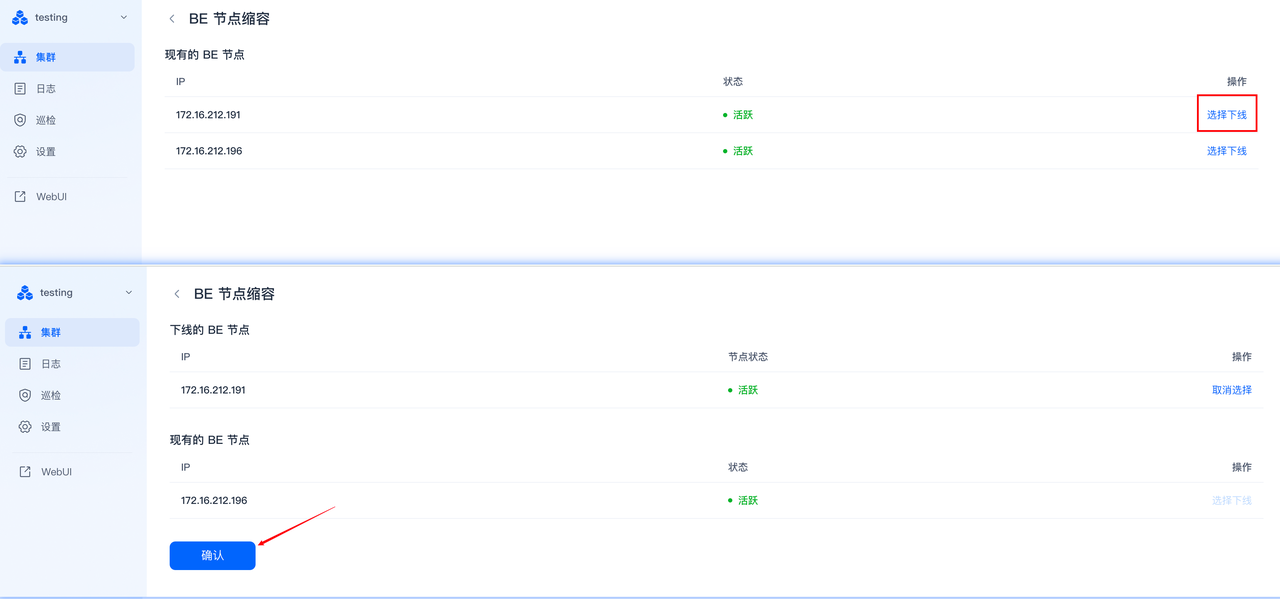 testing
集群
日志
巡检
设置
WebUI
BE 节点缩容
现有的 BE 节点
IP 状态 操作
172.16.212.191 活跃 选择下线
172.16.212.196 活跃 选择下线
testing
集群
日志
巡检
设置
WebUI
BE 节点缩容
下线的 BE 节点
IP 节点状态 操作
172.16.212.191 活跃 取消选择
现有的 BE 节点
IP 状态 操作
172.16.212.196 活跃 选择下线
确认